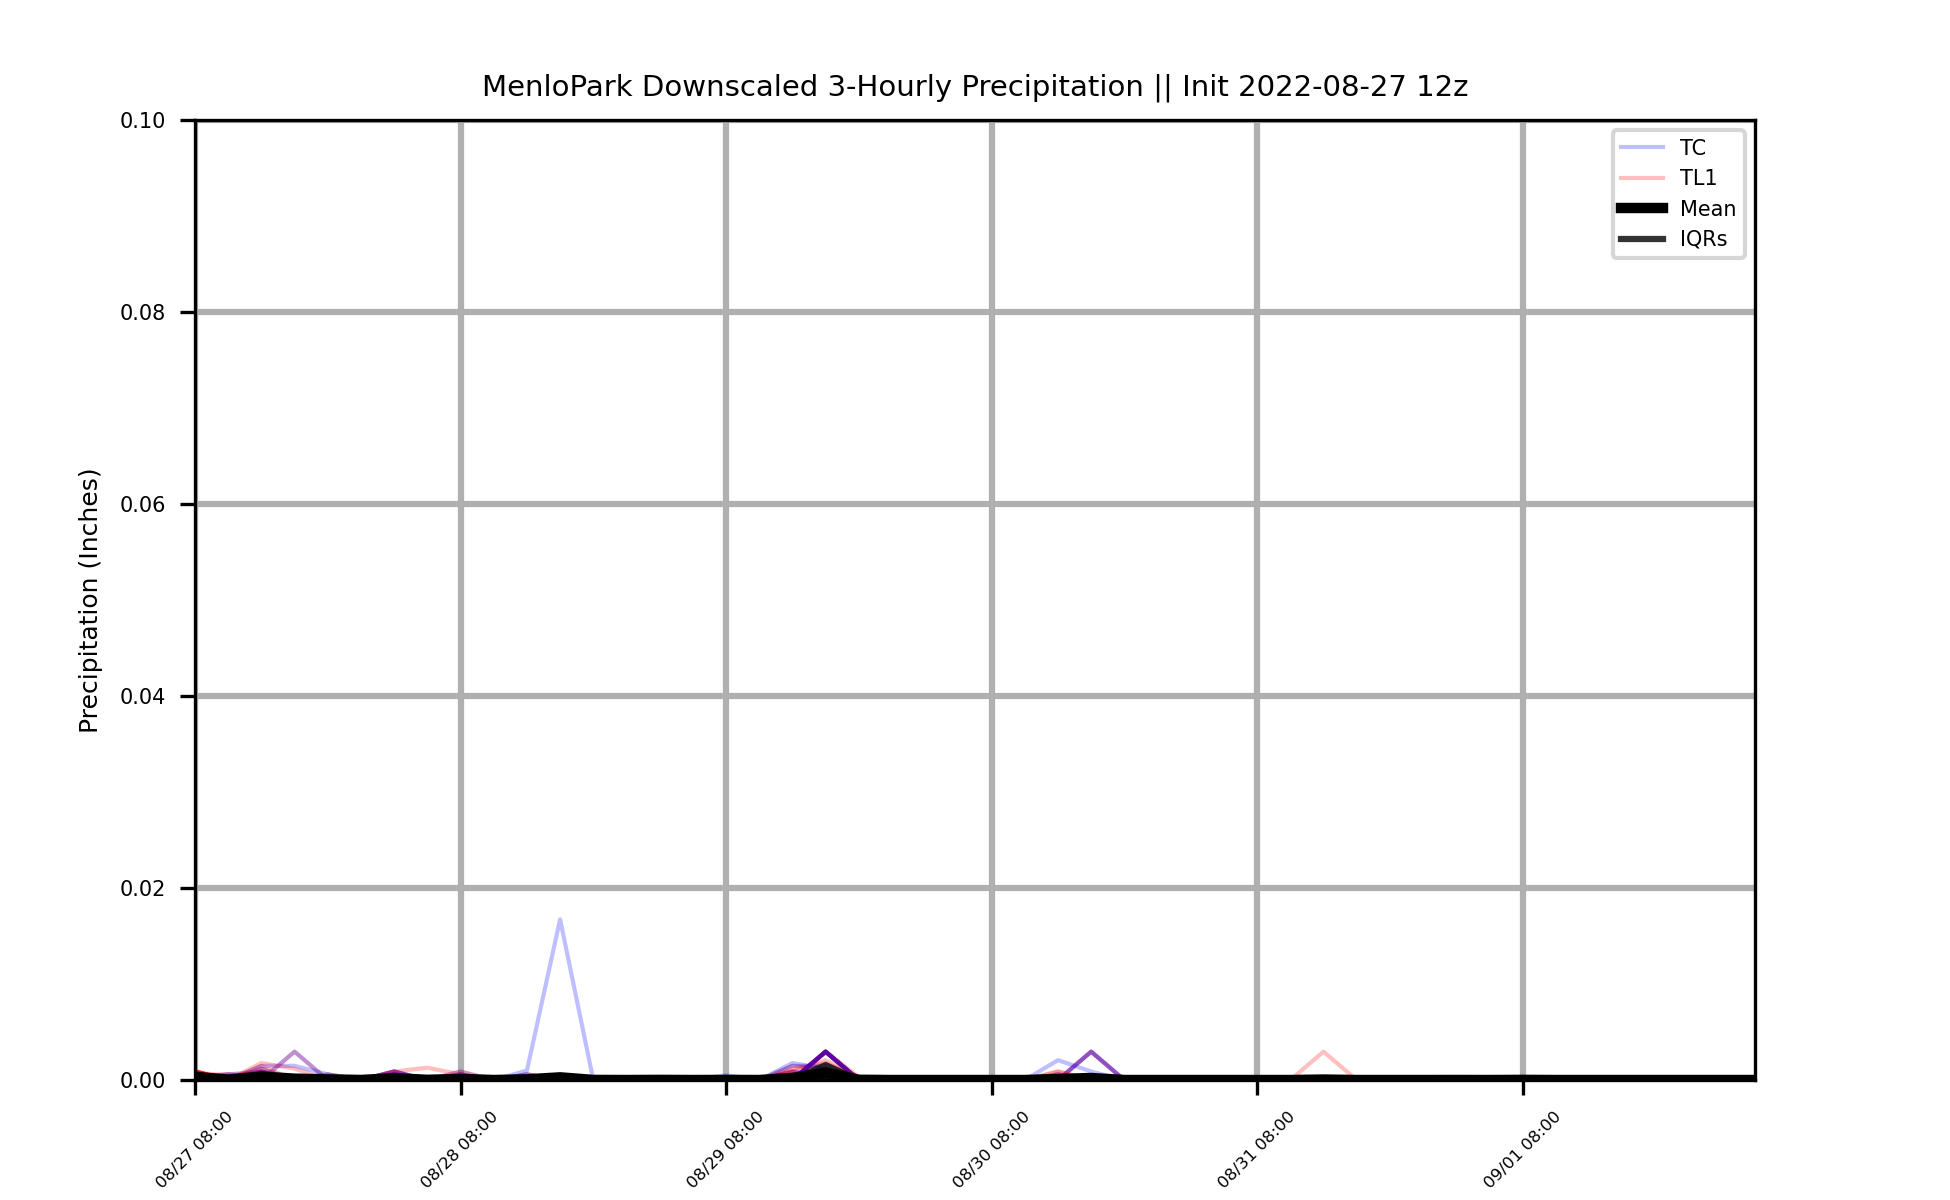 MenloPark Downscaled 3-Hourly Precipitation || Init 2022-08-27 12z
TC
TL1
Mean
IQRs
Precipitation (Inches)
0.10
0.08
0.06
0.04
0.02
0.00
08/27 08:00
08/28 08:00
08/29 08:00
08/30 08:00
08/31 08:00
09/01 08:00